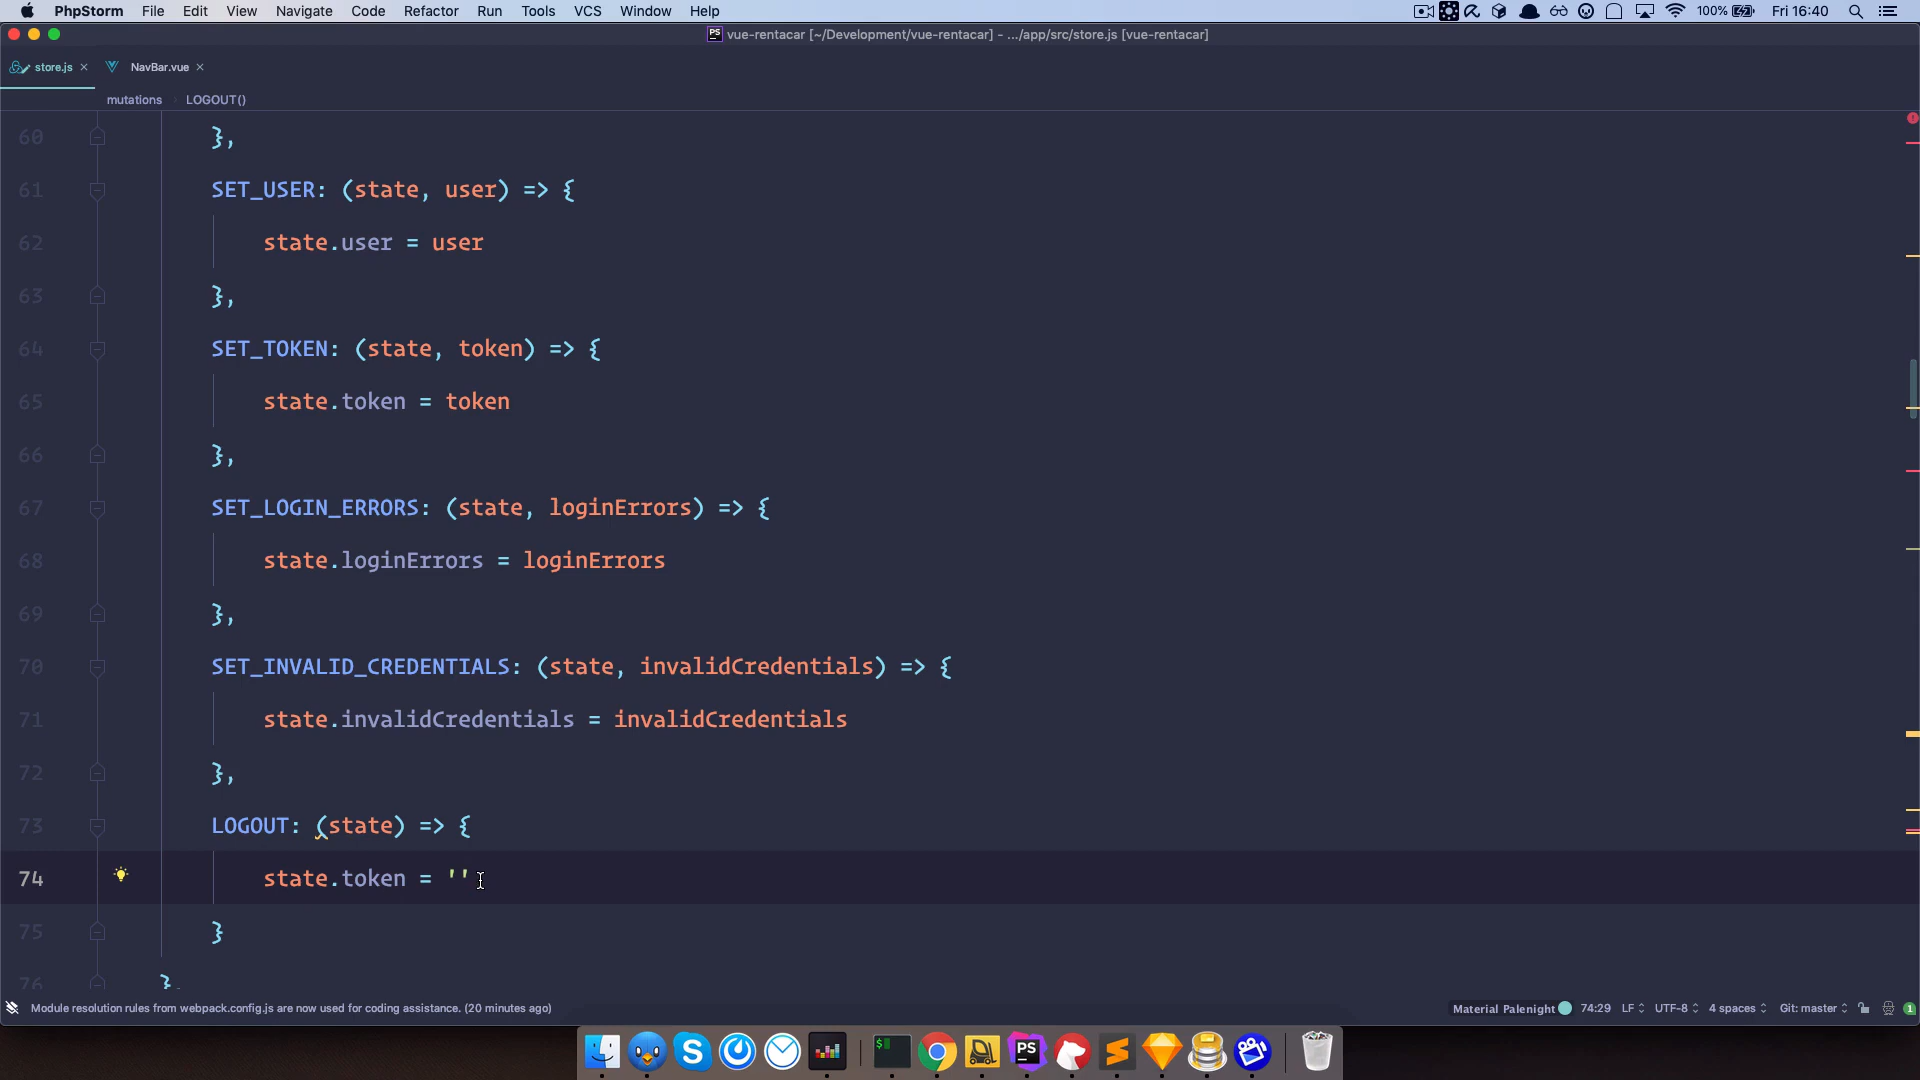 PhpStorm File Edit View Navigate Code Refactor Run Tools VCS Window Help 100% Fri 16:40
PS vue-rentacar [~/Development/vue-rentacar] - .../app/src/store.js [vue-rentacar]
store.js × NavBar.vue ×
mutations LOGOUT()
60 },
61 SET_USER: (state, user) => {
62 state.user = user
63 },
64 SET_TOKEN: (state, token) => {
65 state.token = token
66 },
67 SET_LOGIN_ERRORS: (state, loginErrors) => {
68 state.loginErrors = loginErrors
69 },
70 SET_INVALID_CREDENTIALS: (state, invalidCredentials) => {
71 state.invalidCredentials = invalidCredentials
72 },
73 LOGOUT: (state) => {
74 state.token = ''
75 }
76 },
Module resolution rules from webpack.config.js are now used for coding assistance. (20 minutes ago) Material Palenight 74:29 LF UTF-8 4 spaces Git: master 1
S $ PS